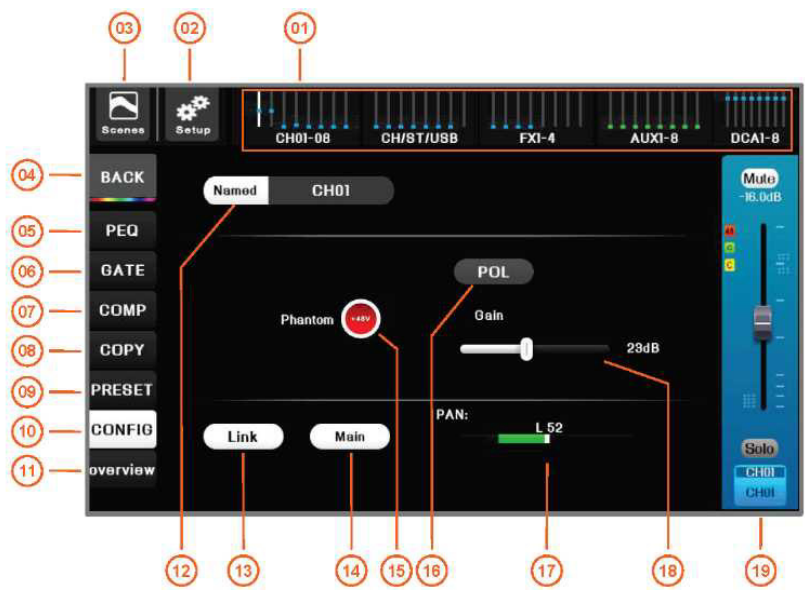 03 02 01
Scenes Setup CH01-08 CH/ST/USB FX1-4 AUX1-8 DCA1-8
04 BACK Named CH01 Mute
-16.0dB
05 PEQ 48
G
06 GATE POL C
07 COMP Phantom +48V Gain
08 COPY 23dB
09 PRESET
10 CONFIG Link Main PAN: L 52
11 overview Solo
CH01
CH01
12 13 14 15 16 17 18 19